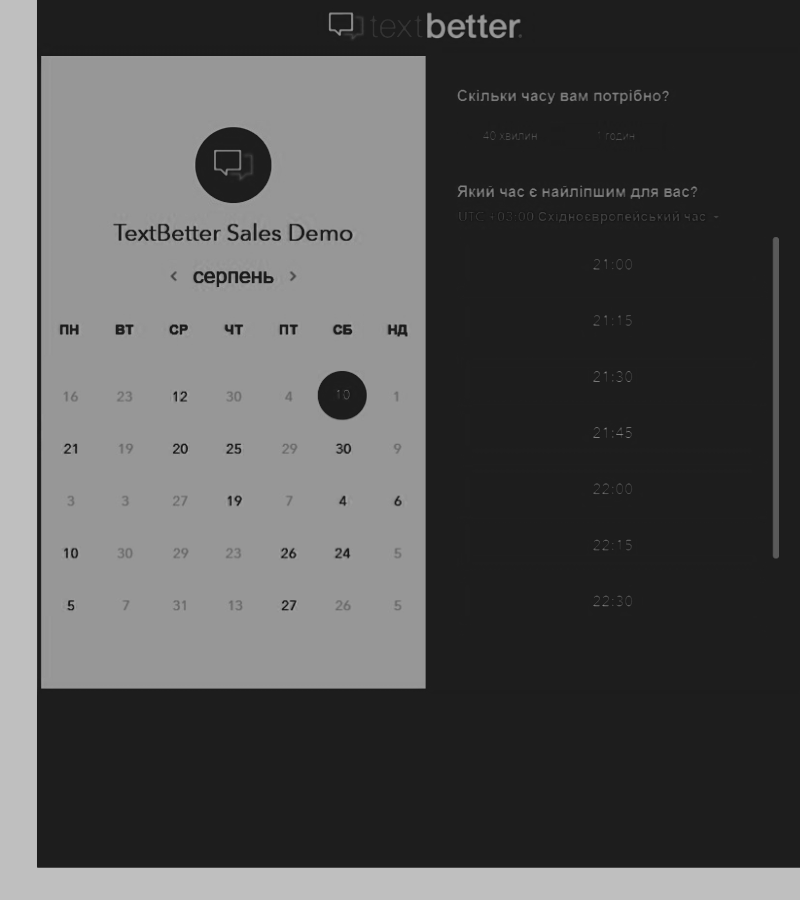 textbetter.
TextBetter Sales Demo
< серпень >
ПН ВТ СР ЧТ ПТ СБ НД
16 23 12 30 4 10 1
21 19 20 25 29 30 9
3 3 27 19 7 4 6
10 30 29 23 26 24 5
5 7 31 13 27 26 5
Скільки часу вам потрібно?
40 хвилин 1 годин
Який час є найліпшим для вас?
UTC +03:00 Східноєвропейський час
21:00
21:15
21:30
21:45
22:00
22:15
22:30